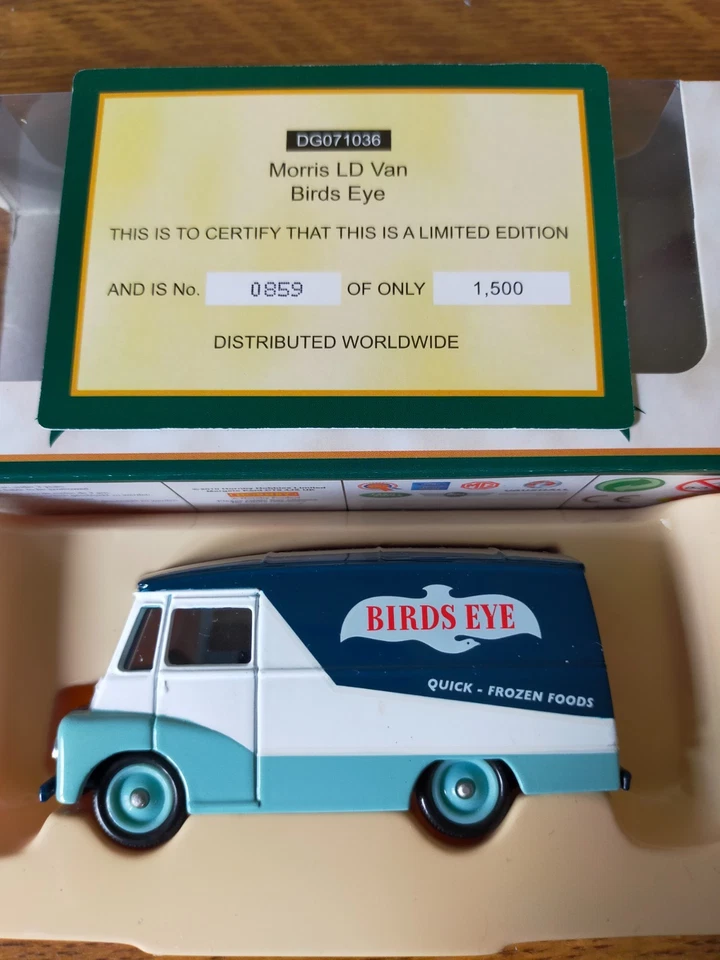 DG071036
Morris LD Van
Birds Eye
THIS IS TO CERTIFY THAT THIS IS A LIMITED EDITION
AND IS No. 0859 OF ONLY 1,500
DISTRIBUTED WORLDWIDE
MG
BIRDS EYE
QUICK - FROZEN FOODS